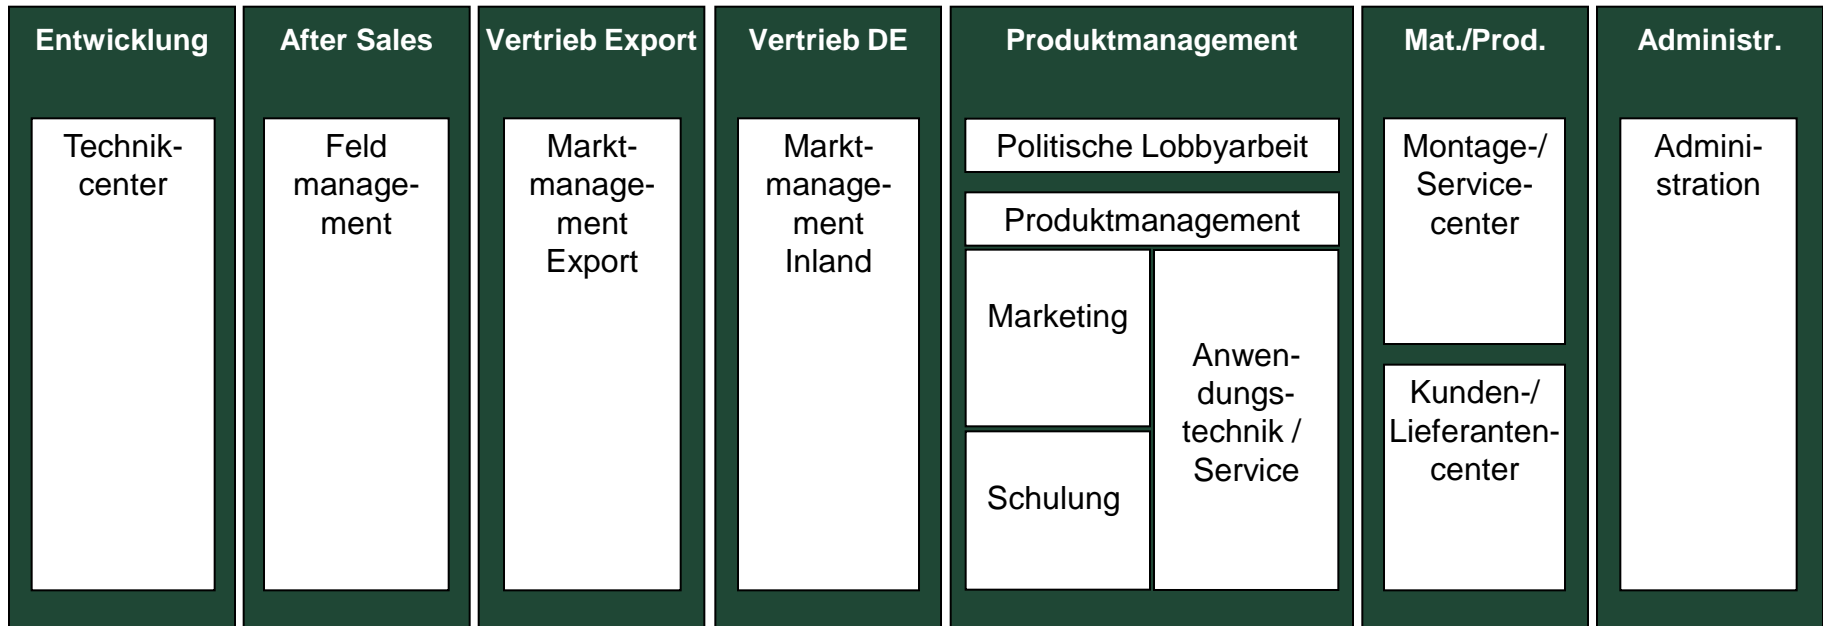 Entwicklung
Technik-
center
After Sales
Feld
manage-
ment
Vertrieb Export
Markt-
manage-
ment
Export
Vertrieb DE
Markt-
manage-
ment
Inland
Produktmanagement
Politische Lobbyarbeit
Produktmanagement
Marketing
Schulung
Anwen-
dungs-
technik /
Service
Mat./Prod.
Montage-/
Service-
center
Kunden-/
Lieferanten-
center
Administr.
Admini-
stration